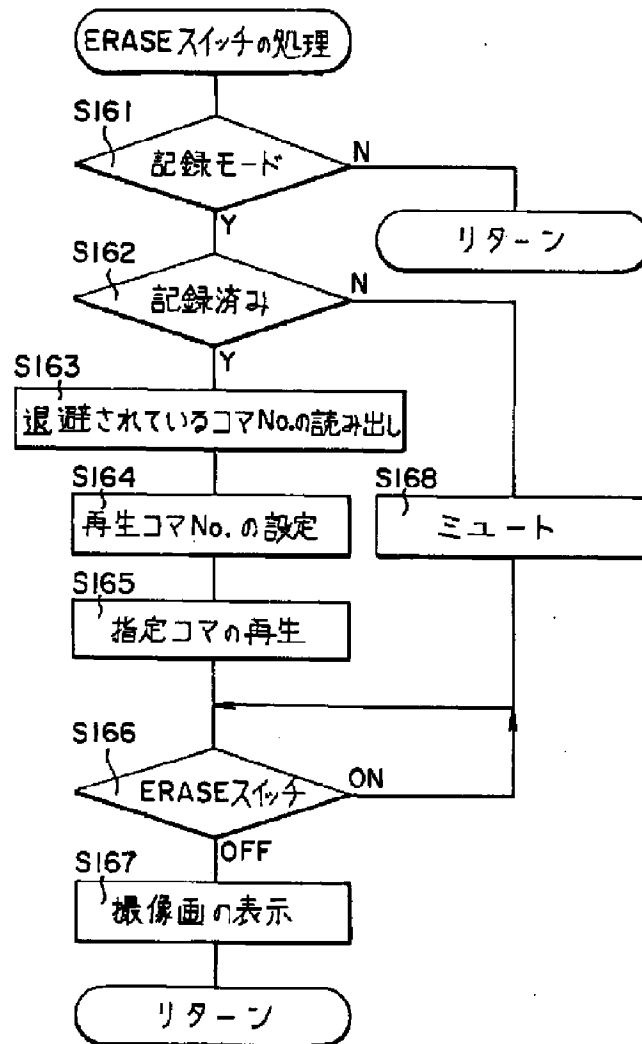 ERASEスイッチの処理
S161
記録モード
N
Y
リターン
S162
記録済み
N
Y
S163
退避されているコマNo.の読み出し
S164
再生コマNo.の設定
S168
ミュート
S165
指定コマの再生
S166
ERASEスイッチ
ON
OFF
S167
撮像画の表示
リターン